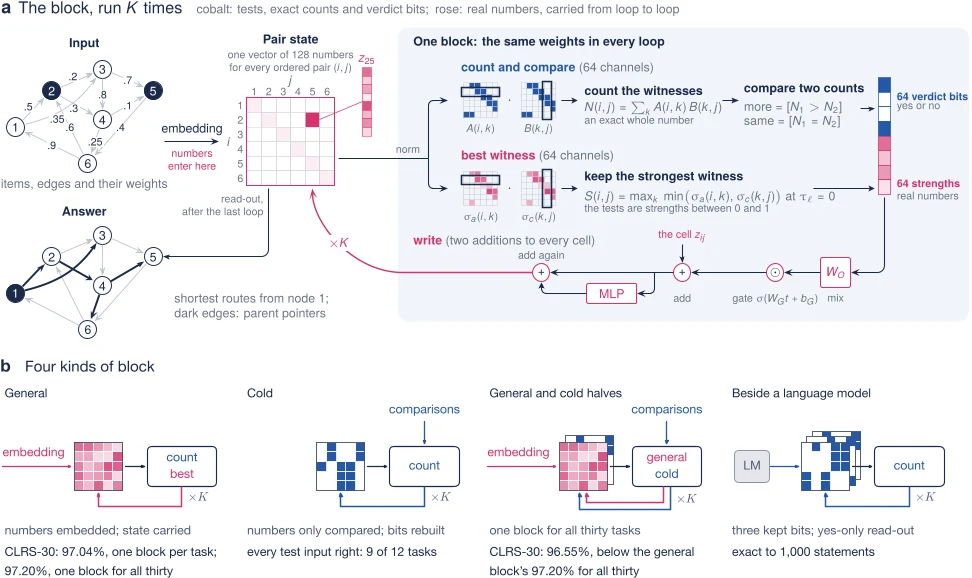 a The block, run K times
cobalt: tests, exact counts and verdict bits; rose: real numbers, carried from loop to loop
Input
3
2
5
4
1
6
.2
.7
.5
.8
.3
.1
.35
.6
.4
.9
.25
items, edges and their weights
embedding
numbers
enter here
Pair state
one vector of 128 numbers
for every ordered pair (i, j)
j
1 2 3 4 5 6
i
1
2
3
4
5
6
z25
read-out,
after the last loop
norm
×K
Answer
3
2
5
4
1
6
shortest routes from node 1;
dark edges: parent pointers
One block: the same weights in every loop
count and compare (64 channels)
A(i, k)
·
B(k, j)
count the witnesses
N(i, j) = ∑k A(i, k) B(k, j)
an exact whole number
compare two counts
more = [N1 > N2]
same = [N1 = N2]
64 verdict bits
yes or no
best witness (64 channels)
σa(i, k)
·
σc(k, j)
keep the strongest witness
S(i, j) = maxk min(σa(i, k), σc(k, j)) at τℓ = 0
the tests are strengths between 0 and 1
64 strengths
real numbers
write (two additions to every cell)
add again
+
MLP
the cell zij
+
add
⊙
gate σ(WGt + bG)
WO
mix
b Four kinds of block
General
embedding
count
best
×K
numbers embedded; state carried
CLRS-30: 97.04%, one block per task;
97.20%, one block for all thirty
Cold
comparisons
count
×K
numbers only compared; bits rebuilt
every test input right: 9 of 12 tasks
General and cold halves
comparisons
embedding
general
cold
×K
one block for all thirty tasks
CLRS-30: 96.55%, below the general
block's 97.20% for all thirty
Beside a language model
LM
count
×K
three kept bits; yes-only read-out
exact to 1,000 statements